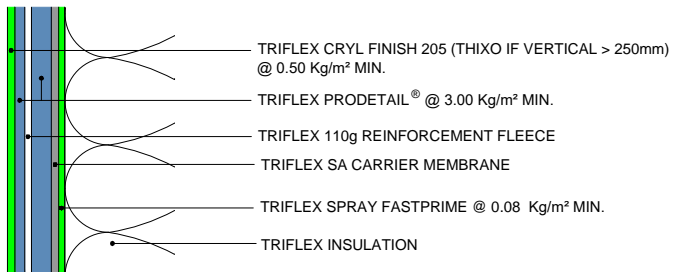 TRIFLEX CRYL FINISH 205 (THIXO IF VERTICAL > 250mm)
@ 0.50 Kg/m² MIN.
TRIFLEX PRODETAIL® @ 3.00 Kg/m² MIN.
TRIFLEX 110g REINFORCEMENT FLEECE
TRIFLEX SA CARRIER MEMBRANE
TRIFLEX SPRAY FASTPRIME @ 0.08 Kg/m² MIN.
TRIFLEX INSULATION